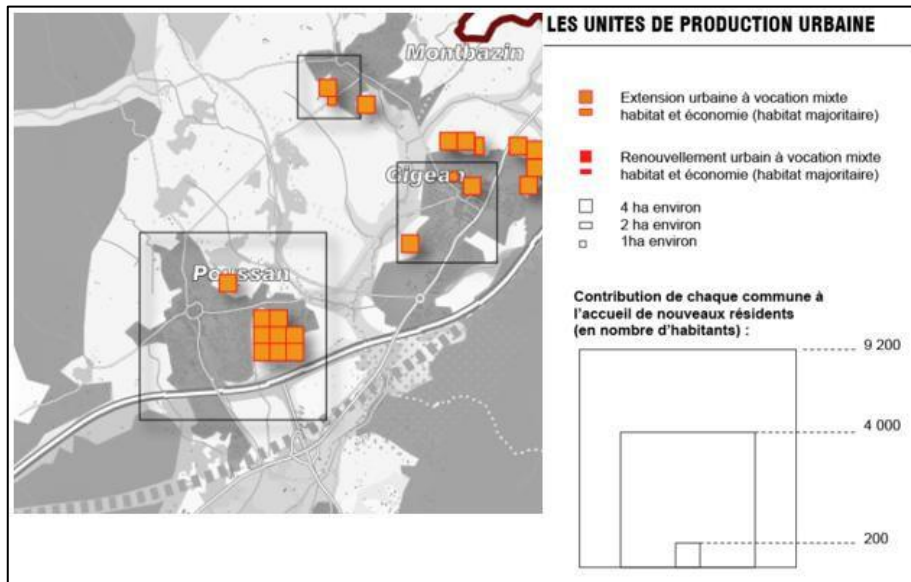 LES UNITES DE PRODUCTION URBAINE
Montbazin
Gigean
Poussan
Extension urbaine à vocation mixte
habitat et économie (habitat majoritaire)
Renouvellement urbain à vocation mixte
habitat et économie (habitat majoritaire)
4 ha environ
2 ha environ
1ha environ
Contribution de chaque commune à
l'accueil de nouveaux résidents
(en nombre d'habitants) :
9 200
4 000
200